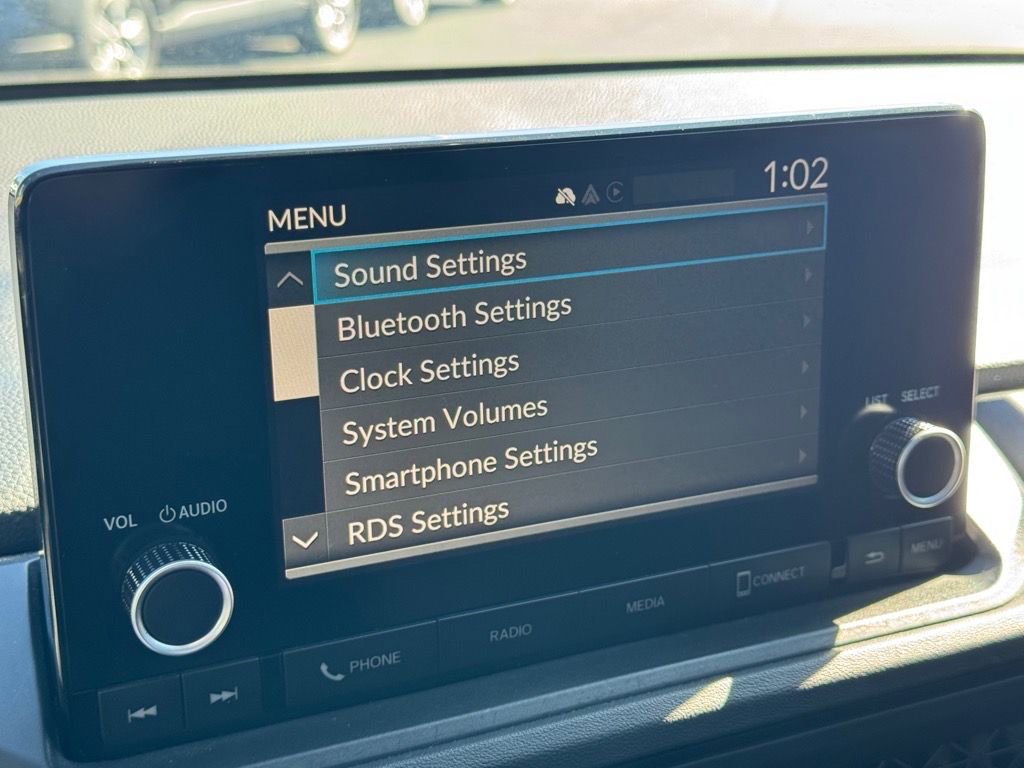 1:02
MENU
Sound Settings
Bluetooth Settings
Clock Settings
System Volumes
Smartphone Settings
RDS Settings
LIST SELECT
VOL AUDIO
PHONE
RADIO
MEDIA
CONNECT
MENU